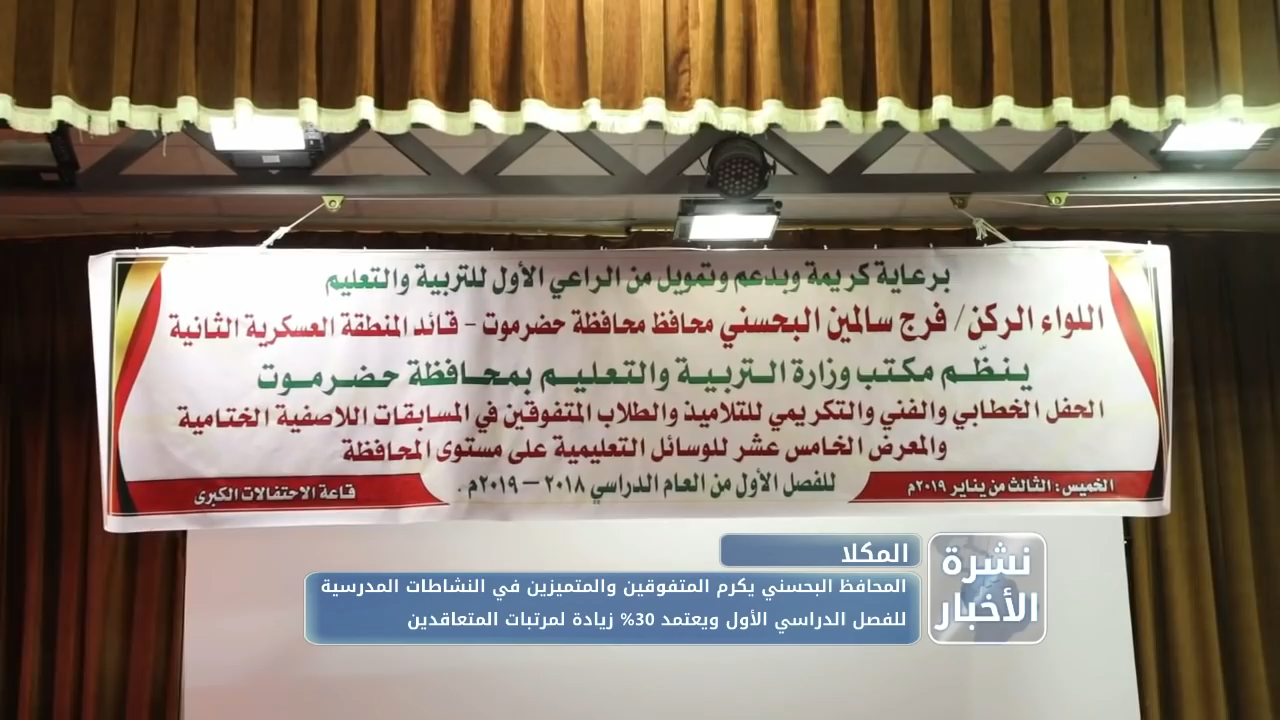 برعاية كريمة وبدعم وتمويل من الراعي الأول للتربية والتعليم
اللواء الركن/ فرج سالمين البحسني محافظ محافظة حضرموت - قائد المنطقة العسكرية الثانية
ينظّم مكتب وزارة التربية والتعليم بمحافظة حضرموت
الحفل الخطابي والفني والتكريمي للتلاميذ والطلاب المتفوقين في المسابقات اللاصفية الختامية
والمعرض الخامس عشر للوسائل التعليمية على مستوى المحافظة
للفصل الأول من العام الدراسي ٢٠١٨ – ٢٠١٩م .
الخميس : الثالث من يناير ٢٠١٩م
قاعة الاحتفالات الكبرى
نشرة
الأخبار
المكلا
المحافظ البحسني يكرم المتفوقين والمتميزين في النشاطات المدرسية
للفصل الدراسي الأول ويعتمد 30% زيادة لمرتبات المتعاقدين